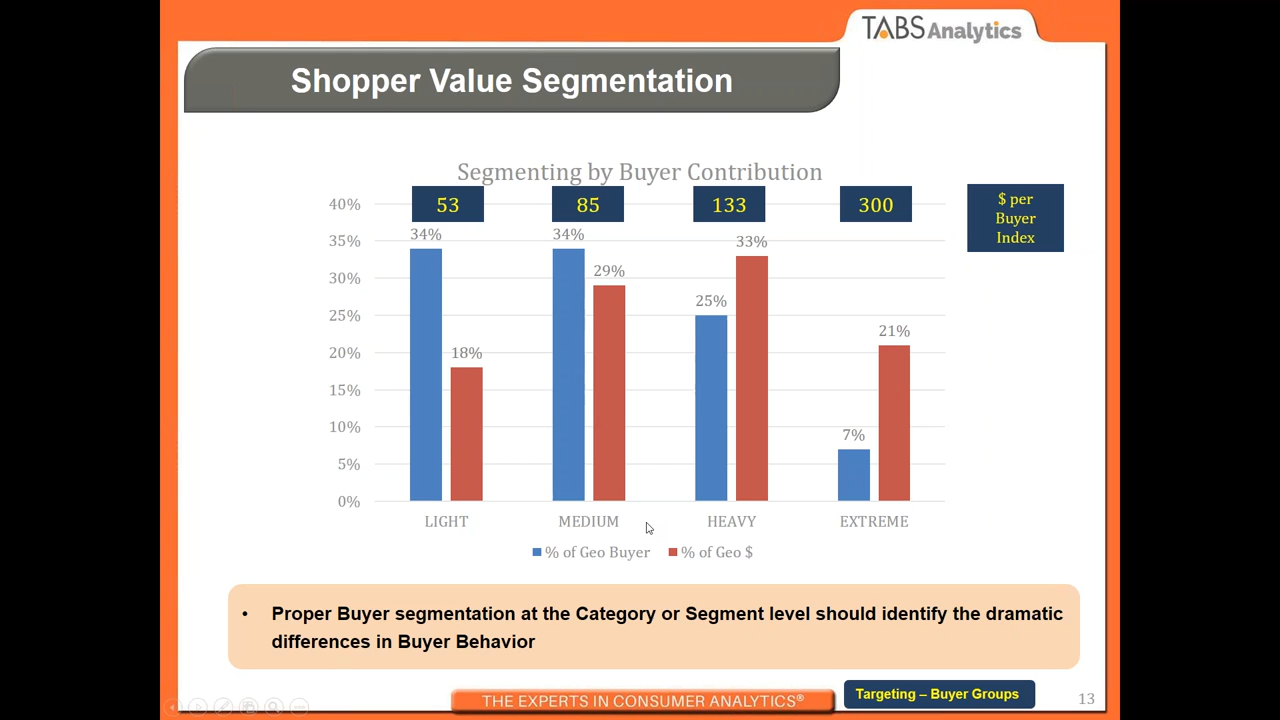 TABS Analytics
Shopper Value Segmentation
Segmenting by Buyer Contribution
53
85
133
300
$ per
Buyer
Index
40%
35%
30%
25%
20%
15%
10%
5%
0%
34%
18%
34%
29%
25%
33%
7%
21%
LIGHT
MEDIUM
HEAVY
EXTREME
% of Geo Buyer
% of Geo $
• Proper Buyer segmentation at the Category or Segment level should identify the dramatic
differences in Buyer Behavior
THE EXPERTS IN CONSUMER ANALYTICS®
Targeting – Buyer Groups
13